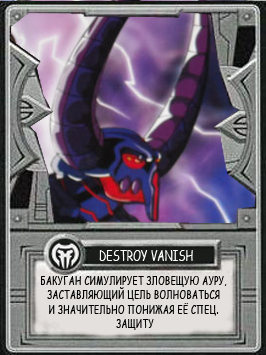 DESTROY VANISH
БАКУГАН СИМУЛИРУЕТ ЗЛОВЕЩУЮ АУРУ,
ЗАСТАВЛЯЮЩИЙ ЦЕЛЬ ВОЛНОВАТЬСЯ
И ЗНАЧИТЕЛЬНО ПОНИЖАЯ ЕЁ СПЕЦ.
ЗАЩИТУ